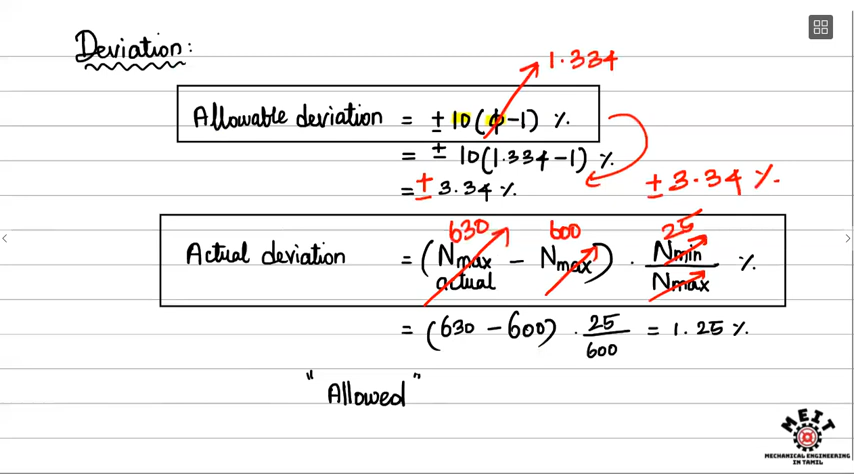 Deviation:
1.334
Allowable deviation = ± 10 (ϕ - 1) %
= ± 10 (1.334 - 1) %
= ± 3.34 %
± 3.34 %
630 600 25
Actual deviation = (Nmax actual - Nmax) . Nmin / Nmax %
= (630 - 600) . 25 / 600 = 1.25 %
"Allowed"
MEIT
MECHANICAL ENGINEERING
IN TAMIL